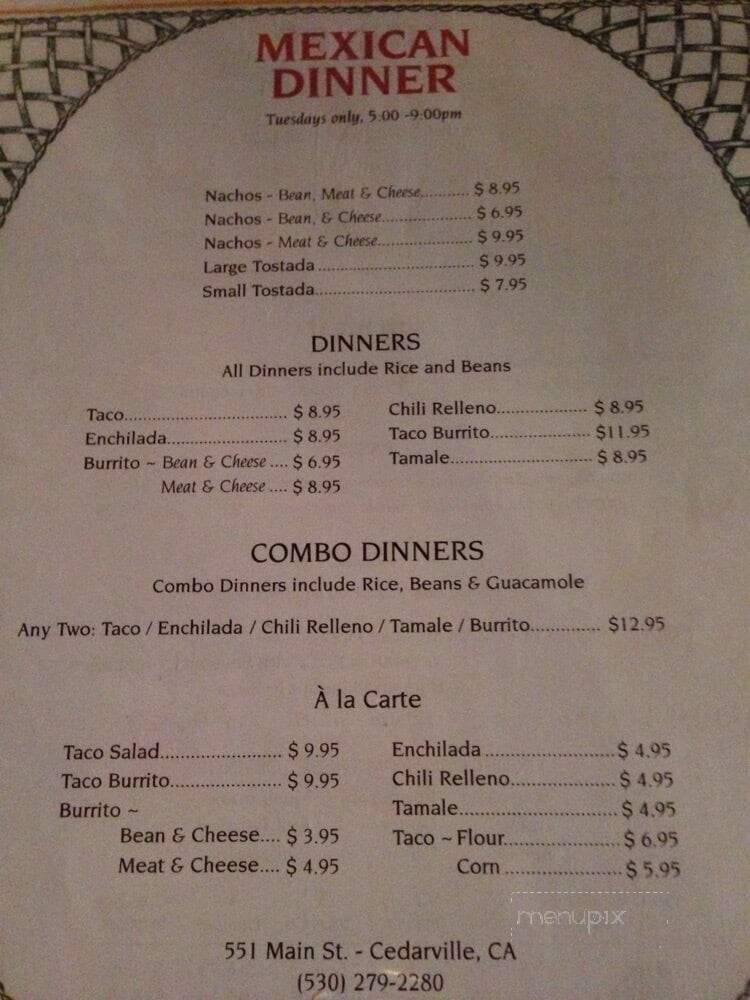 MEXICAN
DINNER
Tuesdays only, 5:00 -9:00pm
Nachos - Bean, Meat & Cheese.......... $ 8.95
Nachos - Bean, & Cheese................... $ 6.95
Nachos - Meat & Cheese.................... $ 9.95
Large Tostada................................. $ 9.95
Small Tostada.................................. $ 7.95
DINNERS
All Dinners include Rice and Beans
Taco.................................. $ 8.95
Enchilada......................... $ 8.95
Burrito ~ Bean & Cheese .... $ 6.95
Meat & Cheese .... $ 8.95
Chili Relleno................... $ 8.95
Taco Burrito..................... $11.95
Tamale.............................. $ 8.95
COMBO DINNERS
Combo Dinners include Rice, Beans & Guacamole
Any Two: Taco / Enchilada / Chili Relleno / Tamale / Burrito............. $12.95
À la Carte
Taco Salad........................ $ 9.95
Taco Burrito...................... $ 9.95
Burrito ~
Bean & Cheese.... $ 3.95
Meat & Cheese.... $ 4.95
Enchilada ......................... $ 4.95
Chili Relleno..................... $ 4.95
Tamale............................... $ 4.95
Taco ~ Flour....................... $ 6.95
Corn ....................... $ 5.95
menupix
551 Main St. - Cedarville, CA
(530) 279-2280